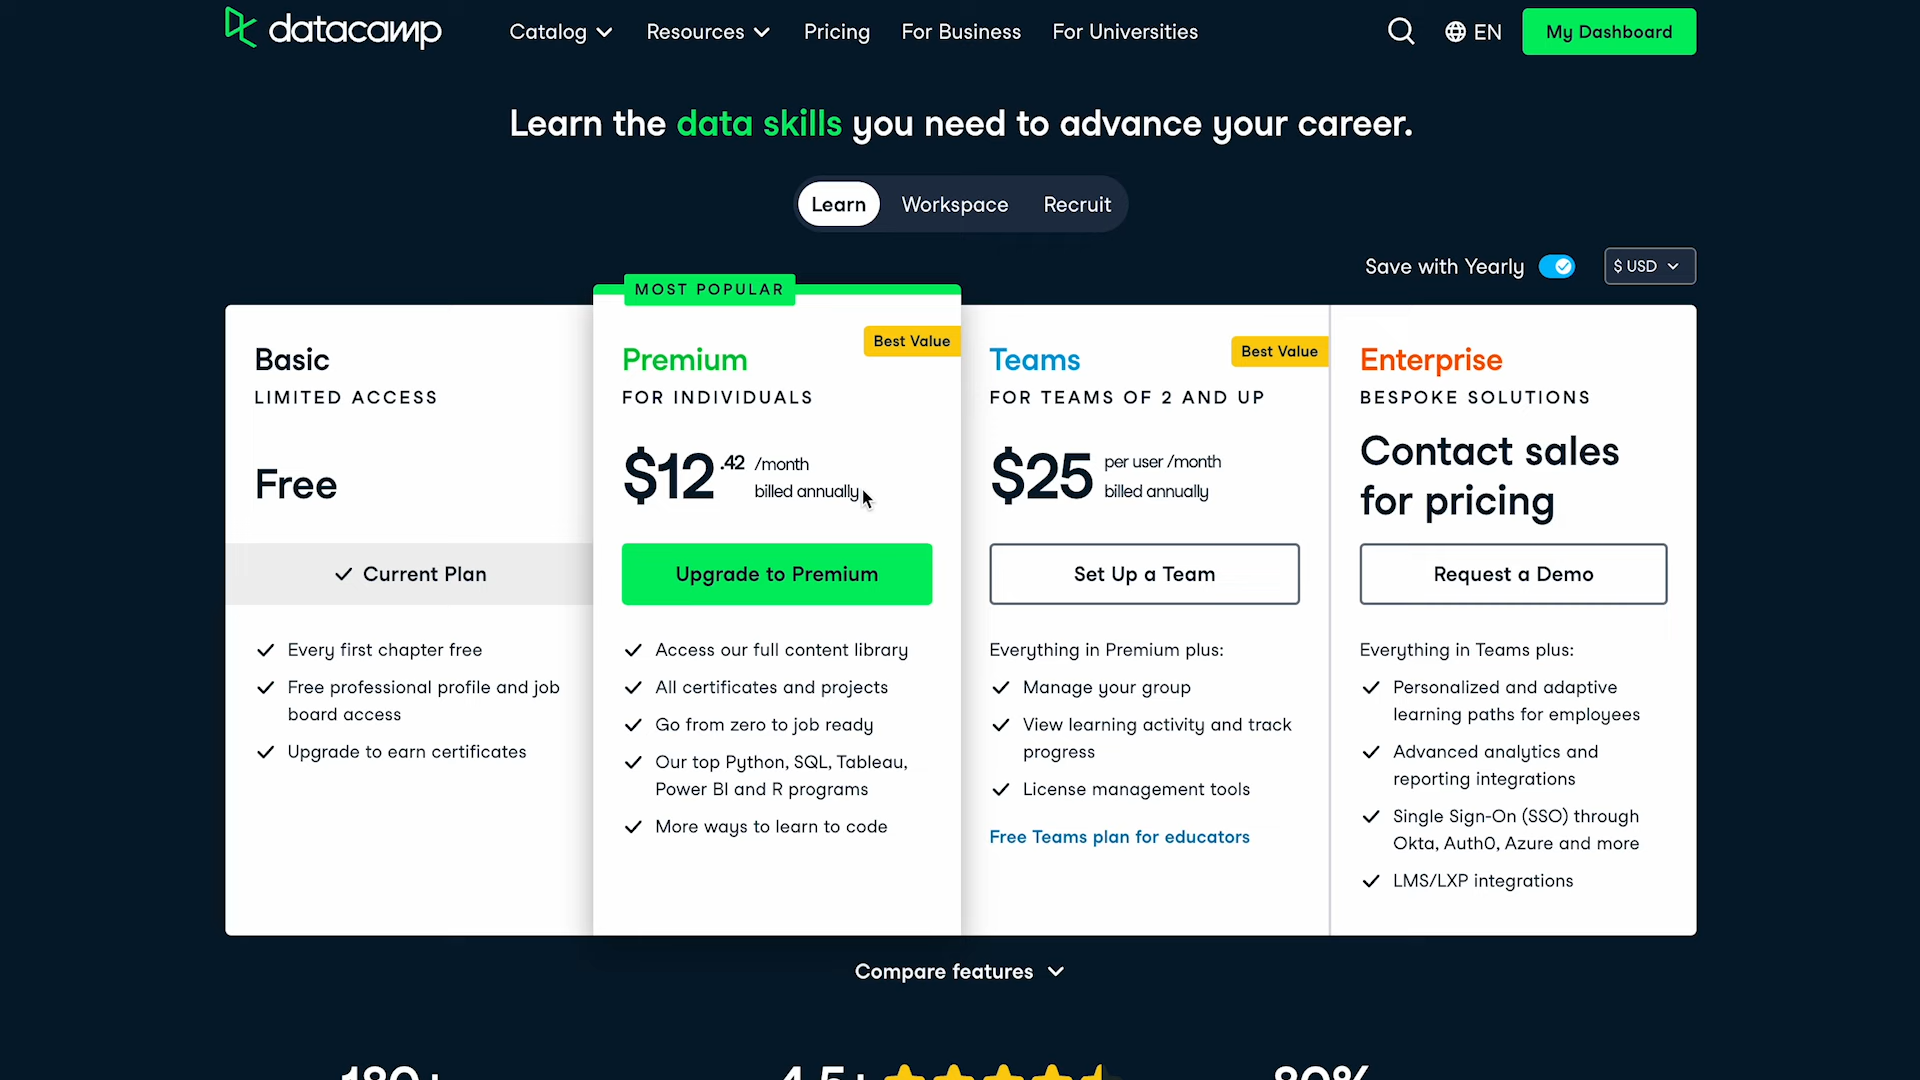 datacamp
Catalog
Resources
Pricing
For Business
For Universities
EN
My Dashboard
Learn the data skills you need to advance your career.
Learn
Workspace
Recruit
Save with Yearly
$ USD
MOST POPULAR
Basic
LIMITED ACCESS
Free
Current Plan
Every first chapter free
Free professional profile and job
board access
Upgrade to earn certificates
Best Value
Premium
FOR INDIVIDUALS
$12.42 /month
billed annually
Upgrade to Premium
Access our full content library
All certificates and projects
Go from zero to job ready
Our top Python, SQL, Tableau,
Power BI and R programs
More ways to learn to code
Best Value
Teams
FOR TEAMS OF 2 AND UP
$25 per user /month
billed annually
Set Up a Team
Everything in Premium plus:
Manage your group
View learning activity and track
progress
License management tools
Free Teams plan for educators
Enterprise
BESPOKE SOLUTIONS
Contact sales
for pricing
Request a Demo
Everything in Teams plus:
Personalized and adaptive
learning paths for employees
Advanced analytics and
reporting integrations
Single Sign-On (SSO) through
Okta, Auth0, Azure and more
LMS/LXP integrations
Compare features